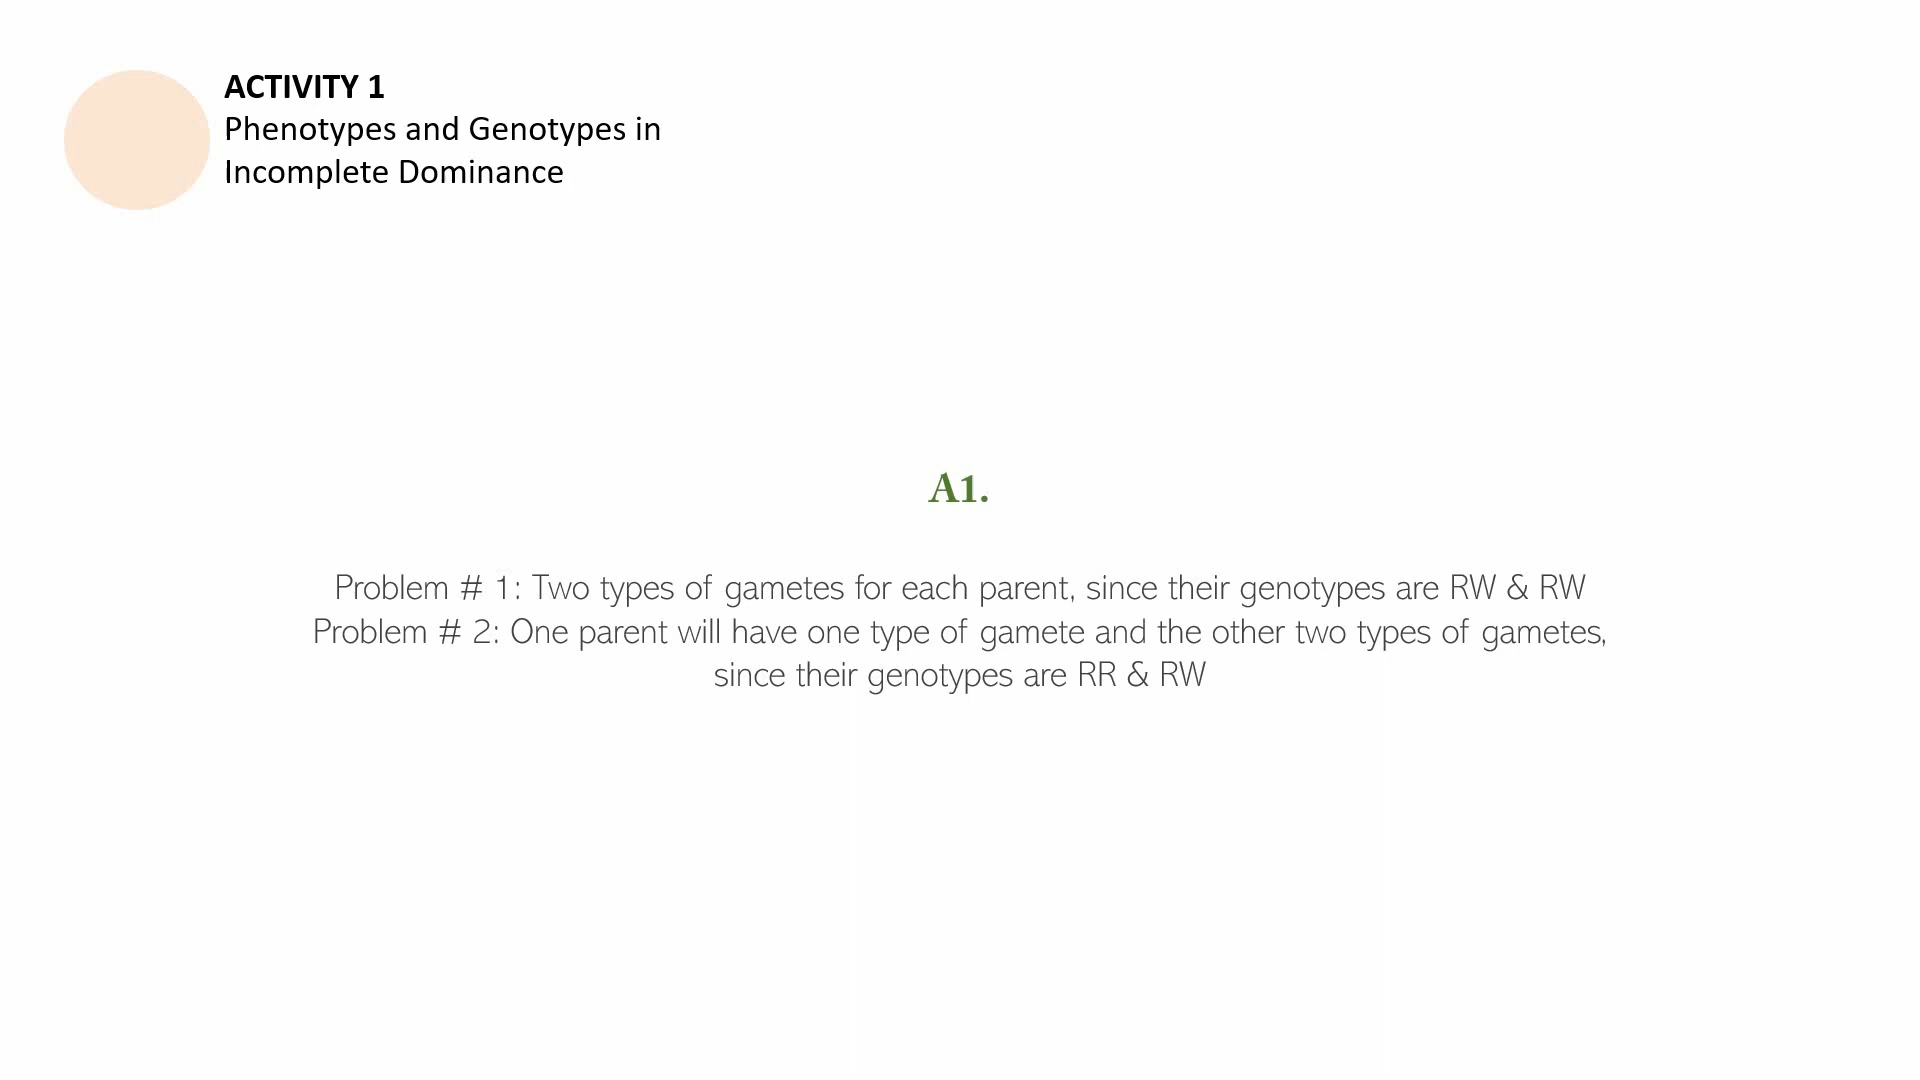 ACTIVITY 1
Phenotypes and Genotypes in
Incomplete Dominance
A1.
Problem # 1: Two types of gametes for each parent, since their genotypes are RW & RW
Problem # 2: One parent will have one type of gamete and the other two types of gametes,
since their genotypes are RR & RW